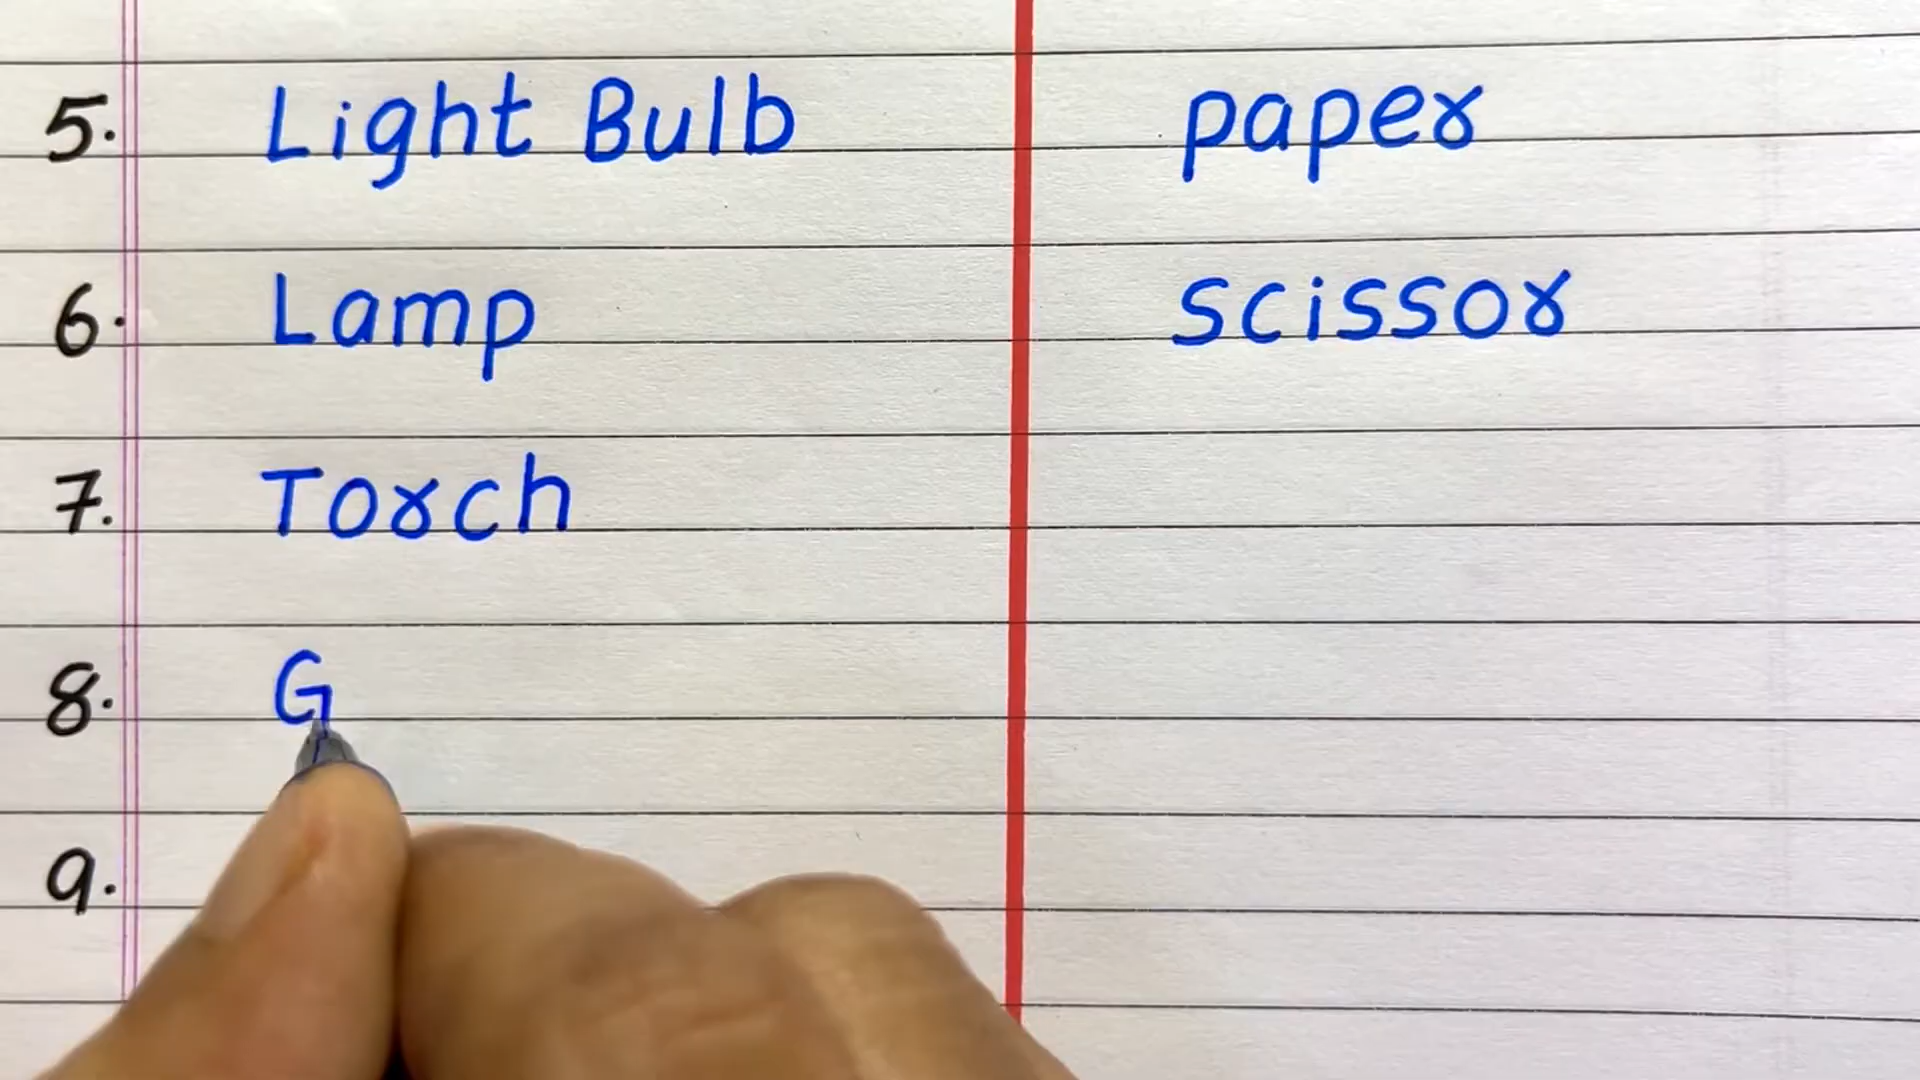 5. Light Bulb paper
6. Lamp scissor
7. Torch
8. G
9.